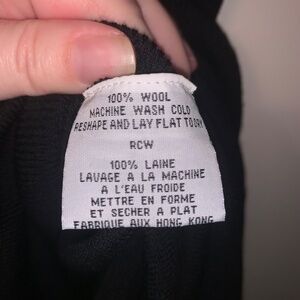 100% WOOL
MACHINE WASH COLD
RESHAPE AND LAY FLAT TO DRY
RCW
100% LAINE
LAVAGE A LA MACHINE
A L'EAU FROIDE
METTRE EN FORME
ET SECHER A PLAT
FABRIQUE AUX HONG KONG